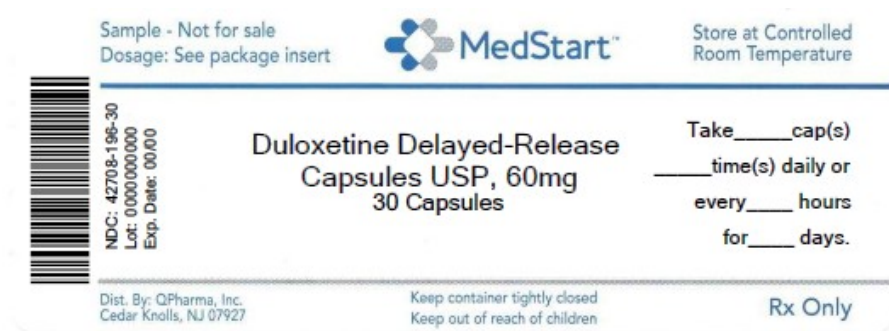 Sample - Not for sale
Dosage: See package insert
MedStart™
Store at Controlled
Room Temperature
NDC: 42708-196-30
Lot: 0000000000
Exp. Date: 00/00
Duloxetine Delayed-Release
Capsules USP, 60mg
30 Capsules
Take_____cap(s)
_____time(s) daily or
every____ hours
for____ days.
Dist. By: QPharma, Inc.
Cedar Knolls, NJ 07927
Keep container tightly closed
Keep out of reach of children
Rx Only